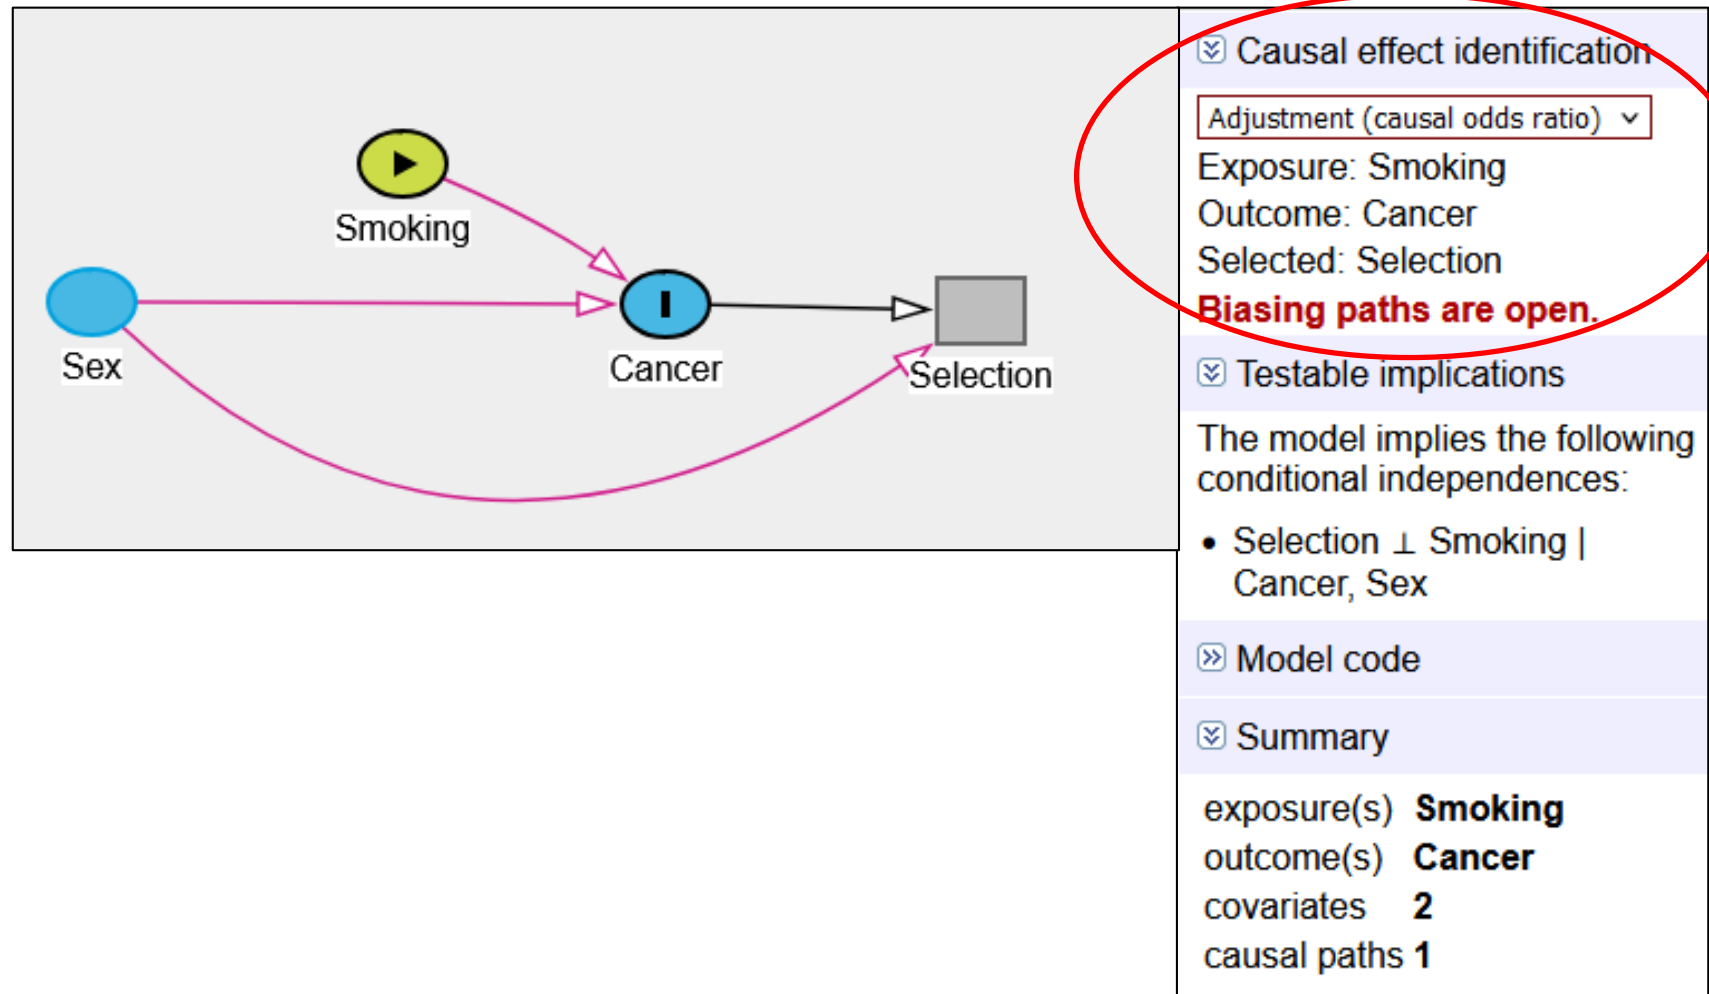 Smoking
Sex
Cancer
Selection
Causal effect identification
Adjustment (causal odds ratio)
Exposure: Smoking
Outcome: Cancer
Selected: Selection
Biasing paths are open.
Testable implications
The model implies the following
conditional independences:
• Selection ⊥ Smoking |
Cancer, Sex
Model code
Summary
exposure(s) Smoking
outcome(s) Cancer
covariates 2
causal paths 1